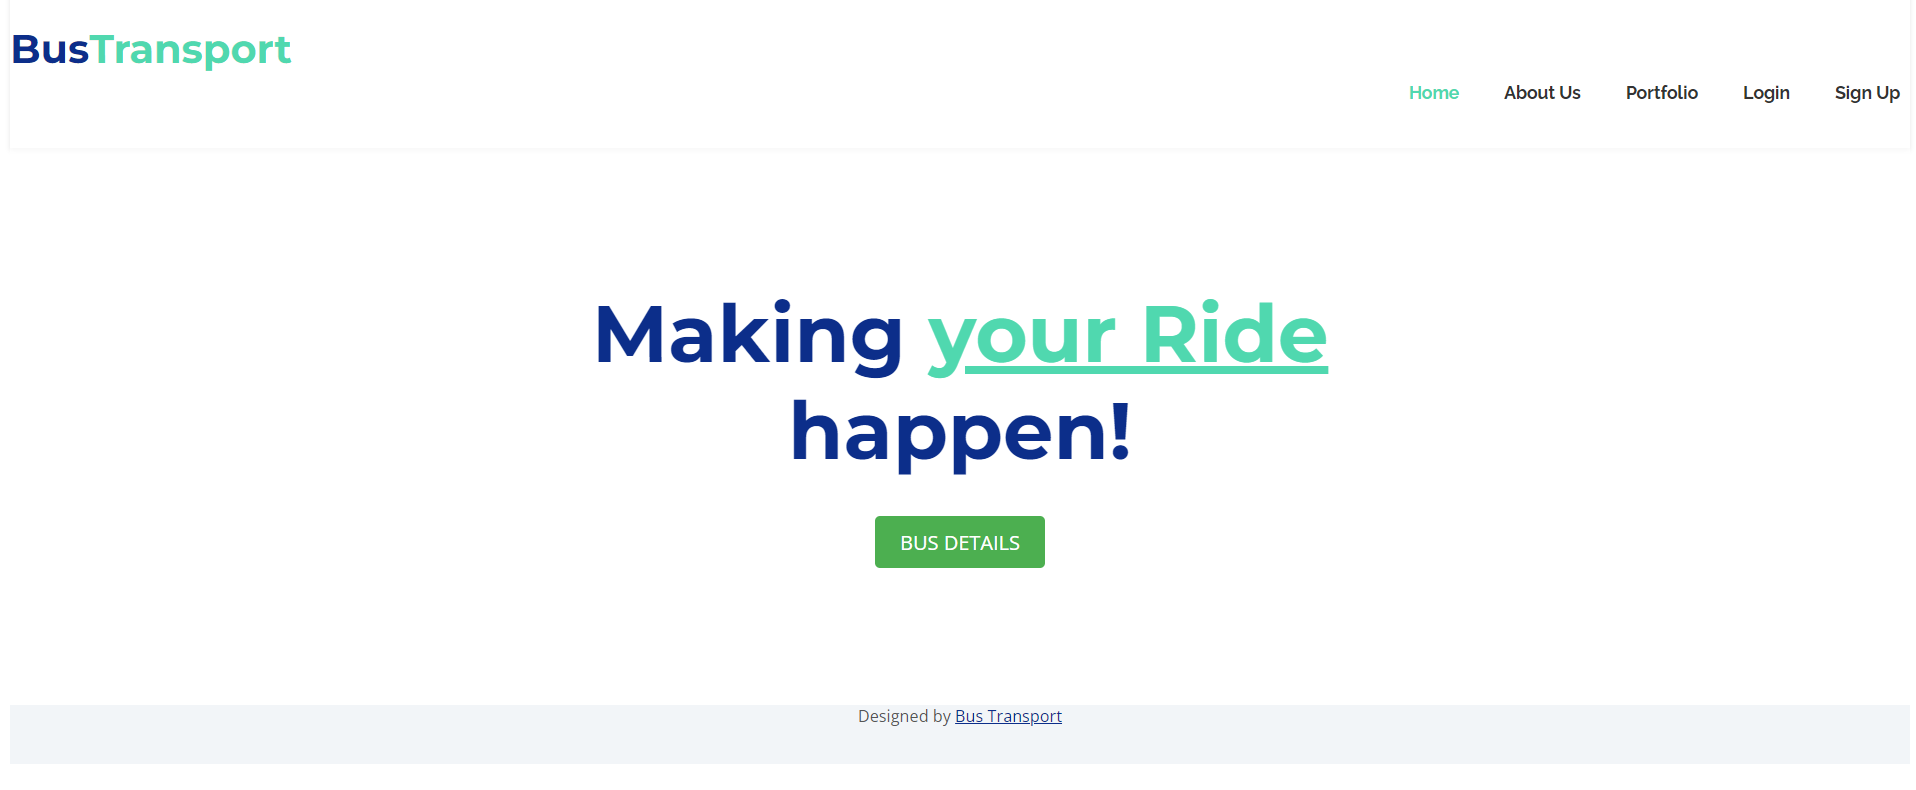 BusTransport
Home About Us Portfolio Login Sign Up
Making your Ride
happen!
BUS DETAILS
Designed by Bus Transport